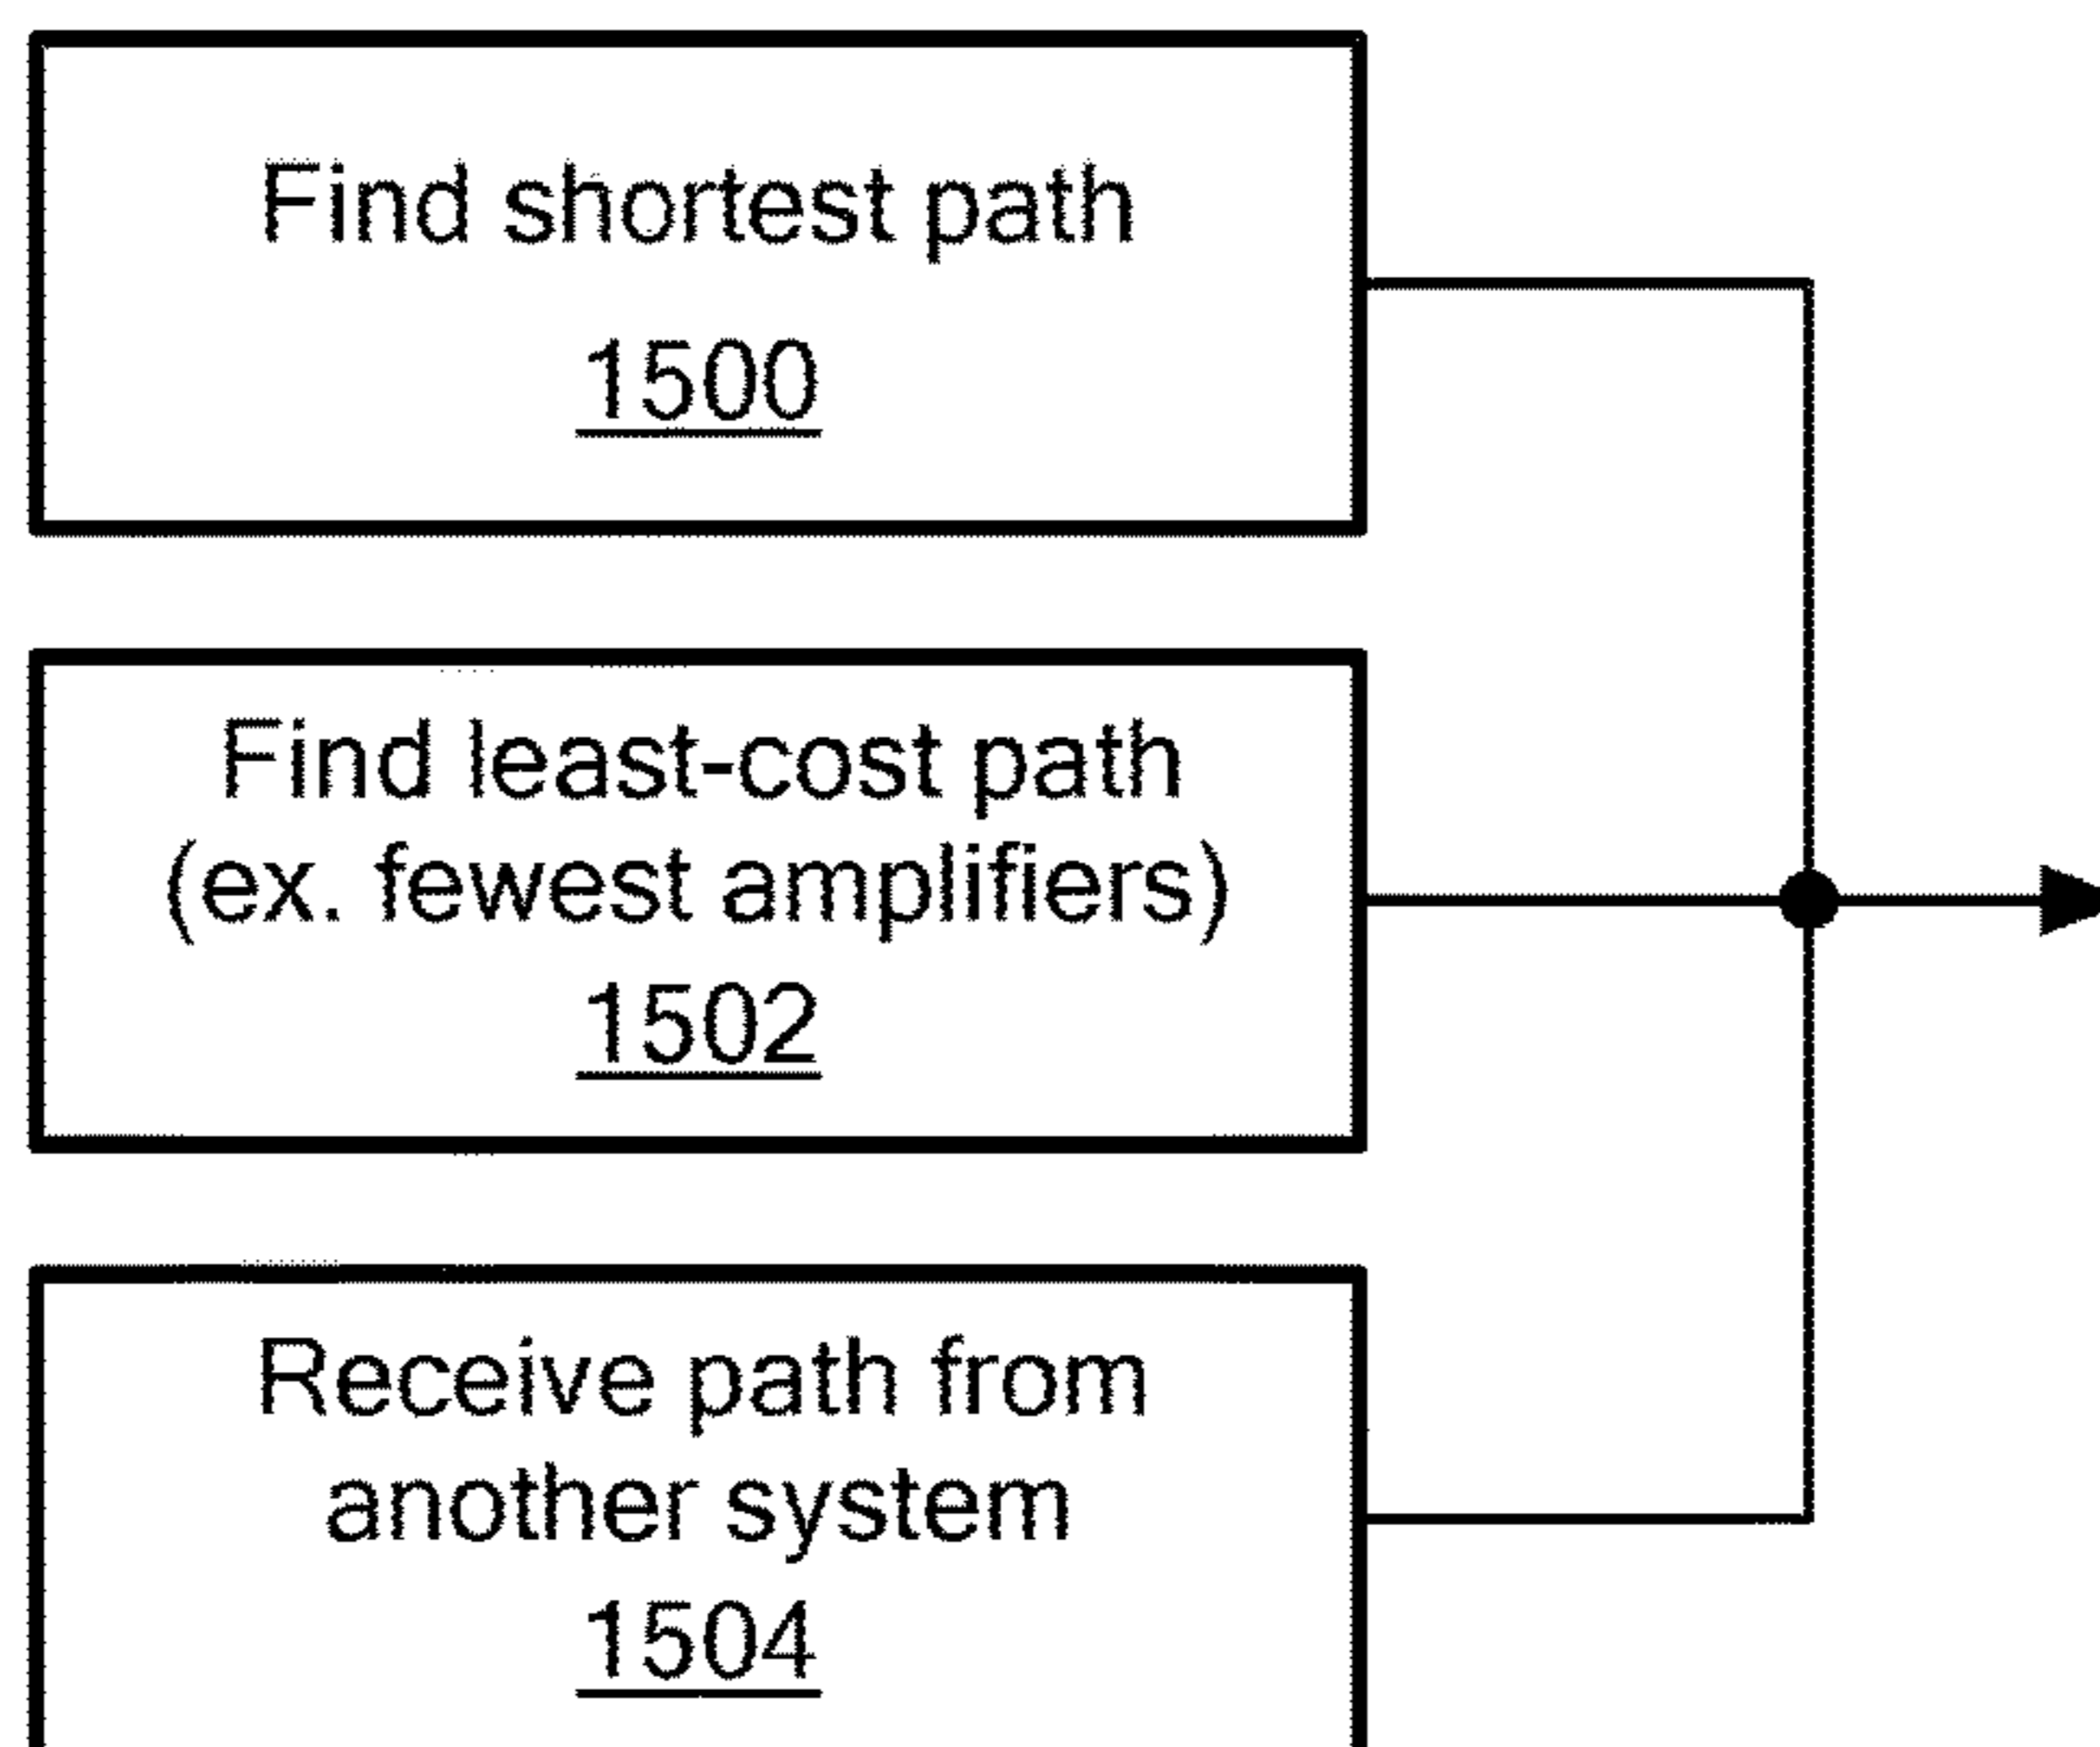 Find shortest path
1500
Find least-cost path
(ex. fewest amplifiers)
1502
Receive path from
another system
1504